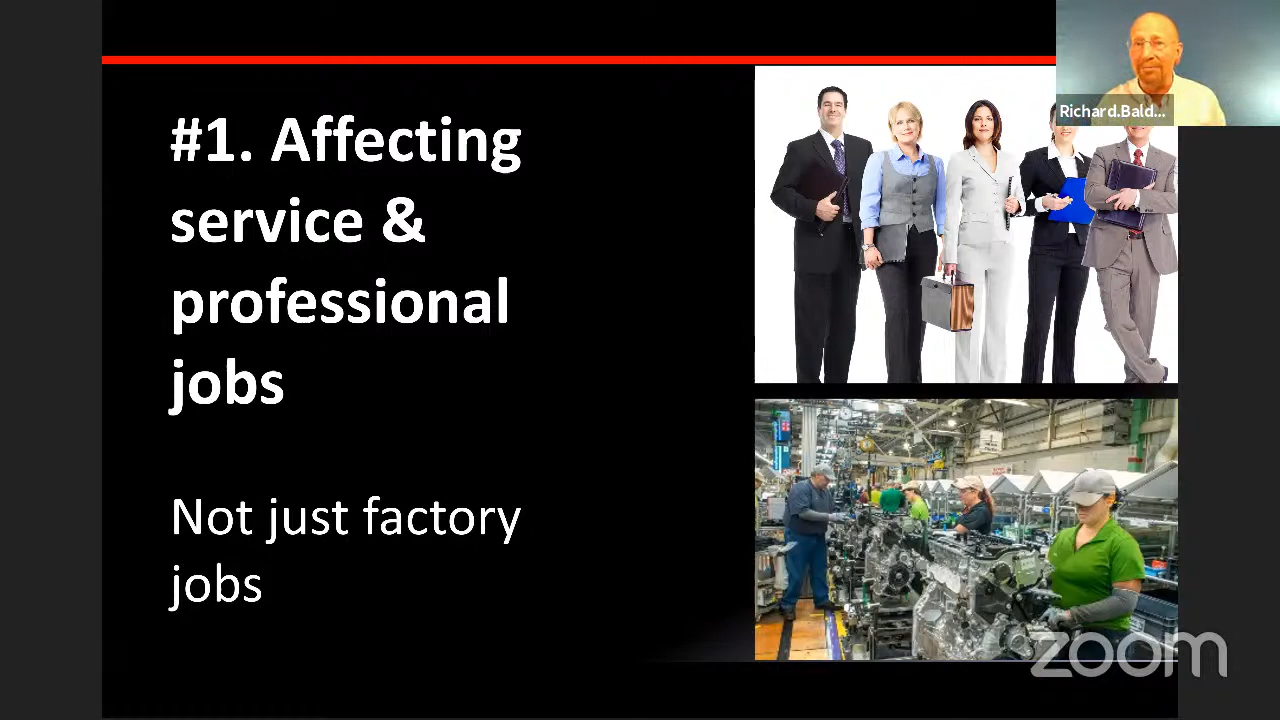 #1. Affecting
service &
professional
jobs
Not just factory
jobs
Richard.Bald...
zoom